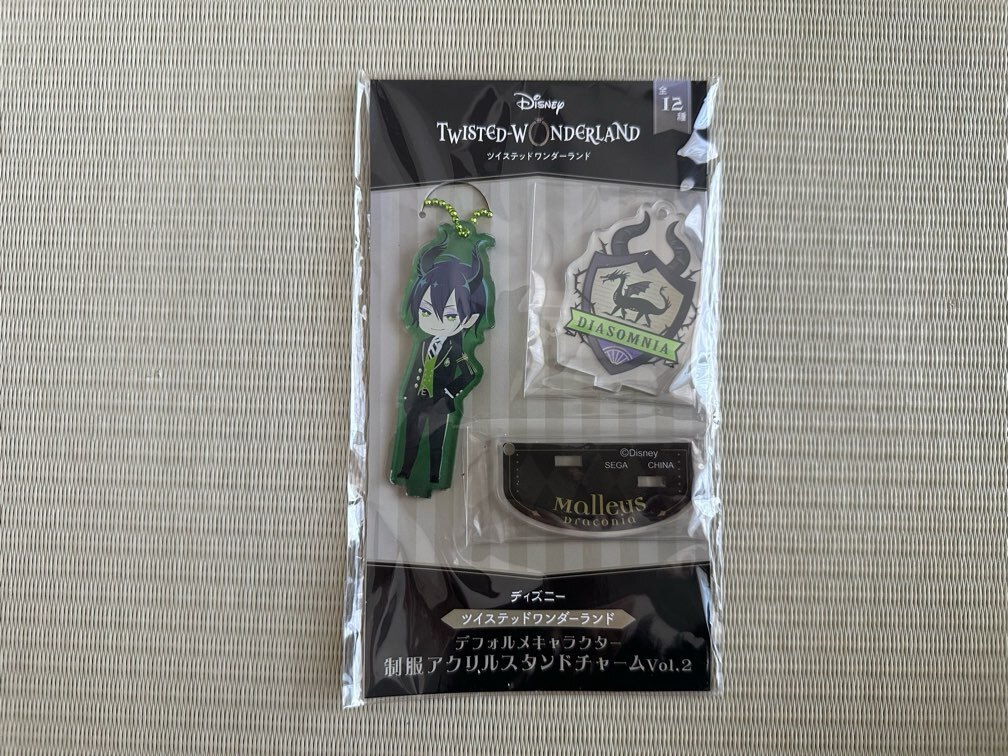 Disney
TWISTED-WONDERLAND
ツイステッドワンダーランド
全
12
種
DIASOMNIA
©Disney
SEGA CHINA
Malleus
Draconia
ディズニー
ツイステッドワンダーランド
デフォルメキャラクター
制服アクリルスタンドチャームVol.2